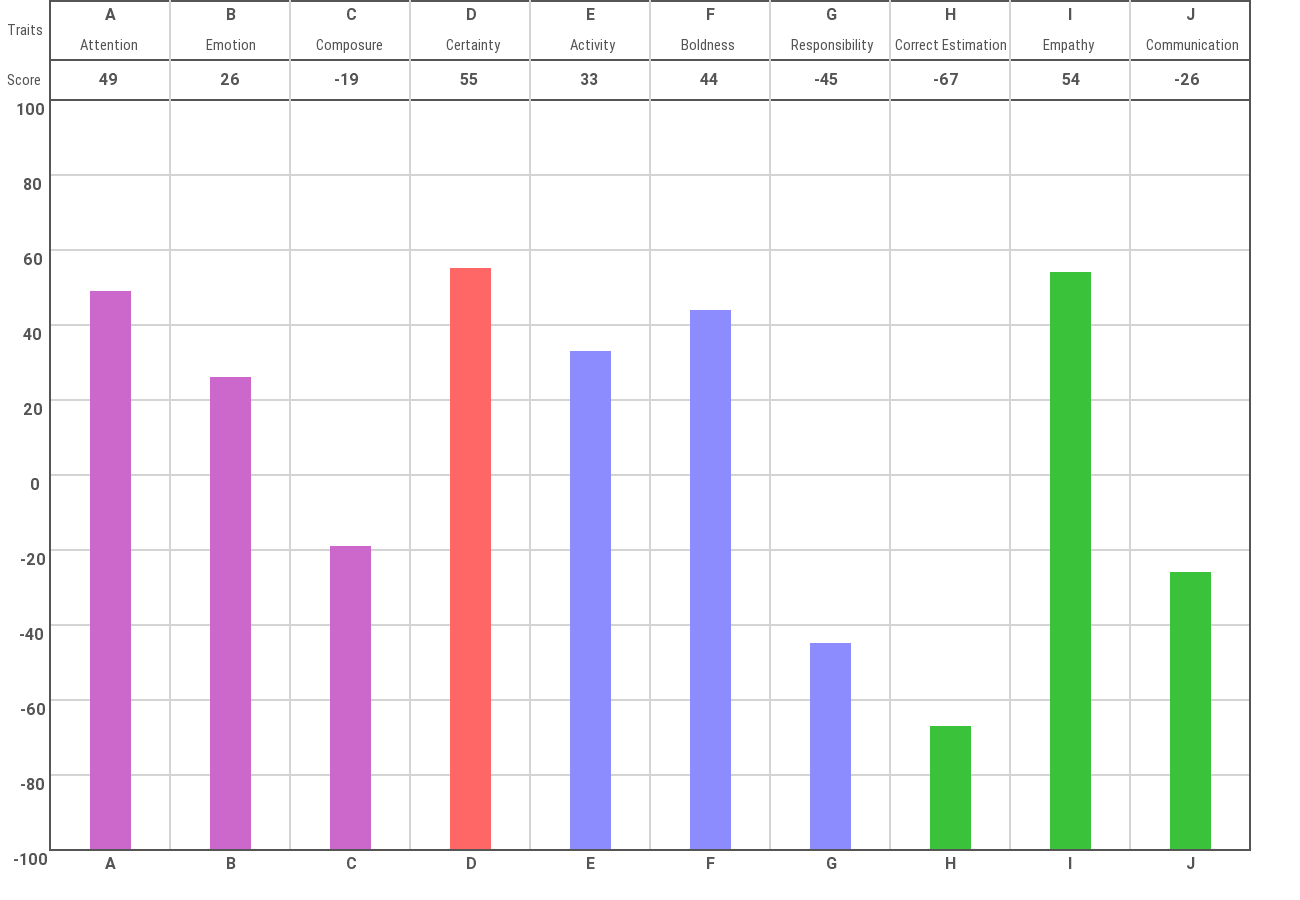 A B C D E F G H I J
Traits
Attention Emotion Composure Certainty Activity Boldness Responsibility Correct Estimation Empathy Communication
Score 49 26 -19 55 33 44 -45 -67 54 -26
100
80
60
40
20
0
-20
-40
-60
-80
-100
A B C D E F G H I J